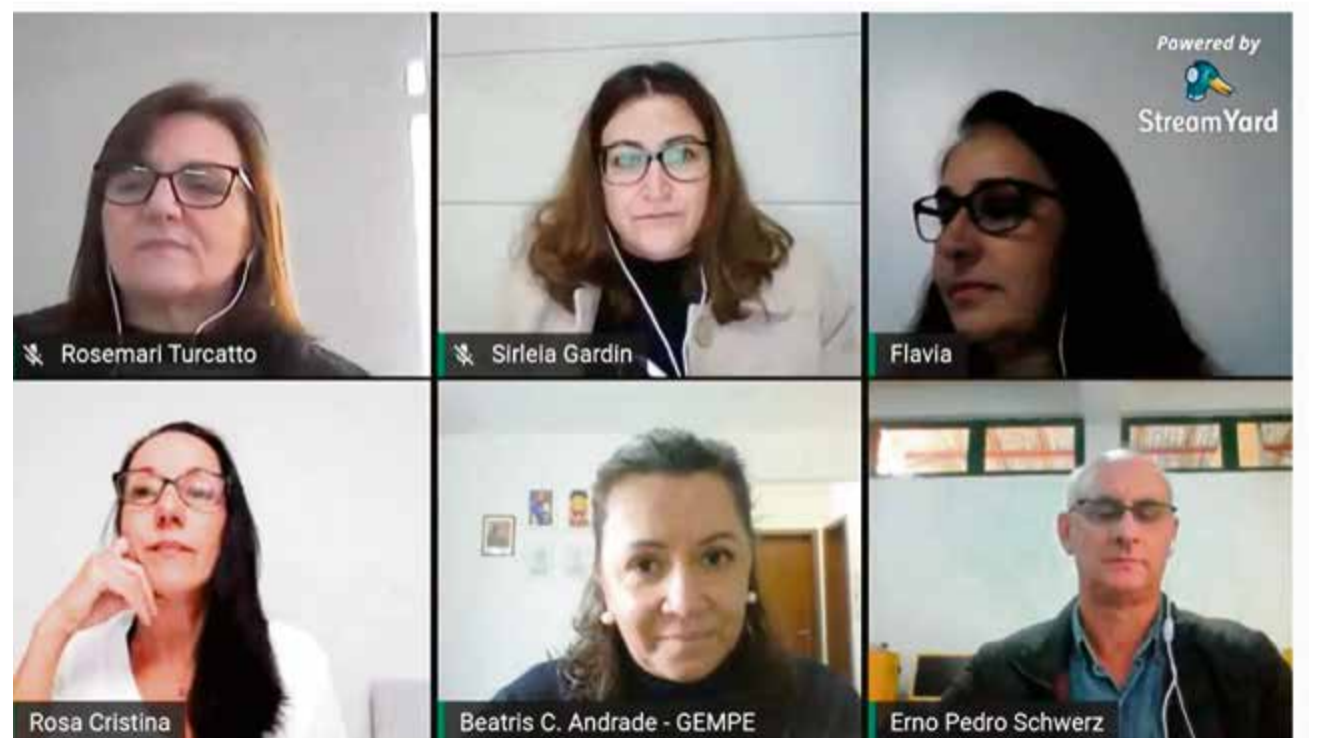 Powered by
StreamYard
Rosemari Turcatto
Sirleia Gardin
Flavia
Rosa Cristina
Beatris C. Andrade - GEMPE
Erno Pedro Schwerz